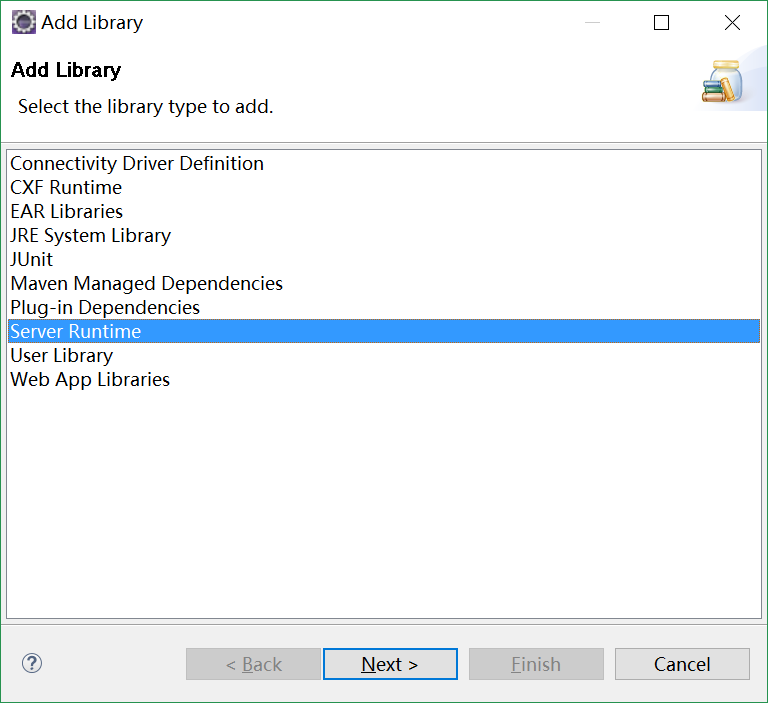 Add Library
Add Library
Select the library type to add.
Connectivity Driver Definition
CXF Runtime
EAR Libraries
JRE System Library
JUnit
Maven Managed Dependencies
Plug-in Dependencies
Server Runtime
User Library
Web App Libraries
? < Back Next > Finish Cancel